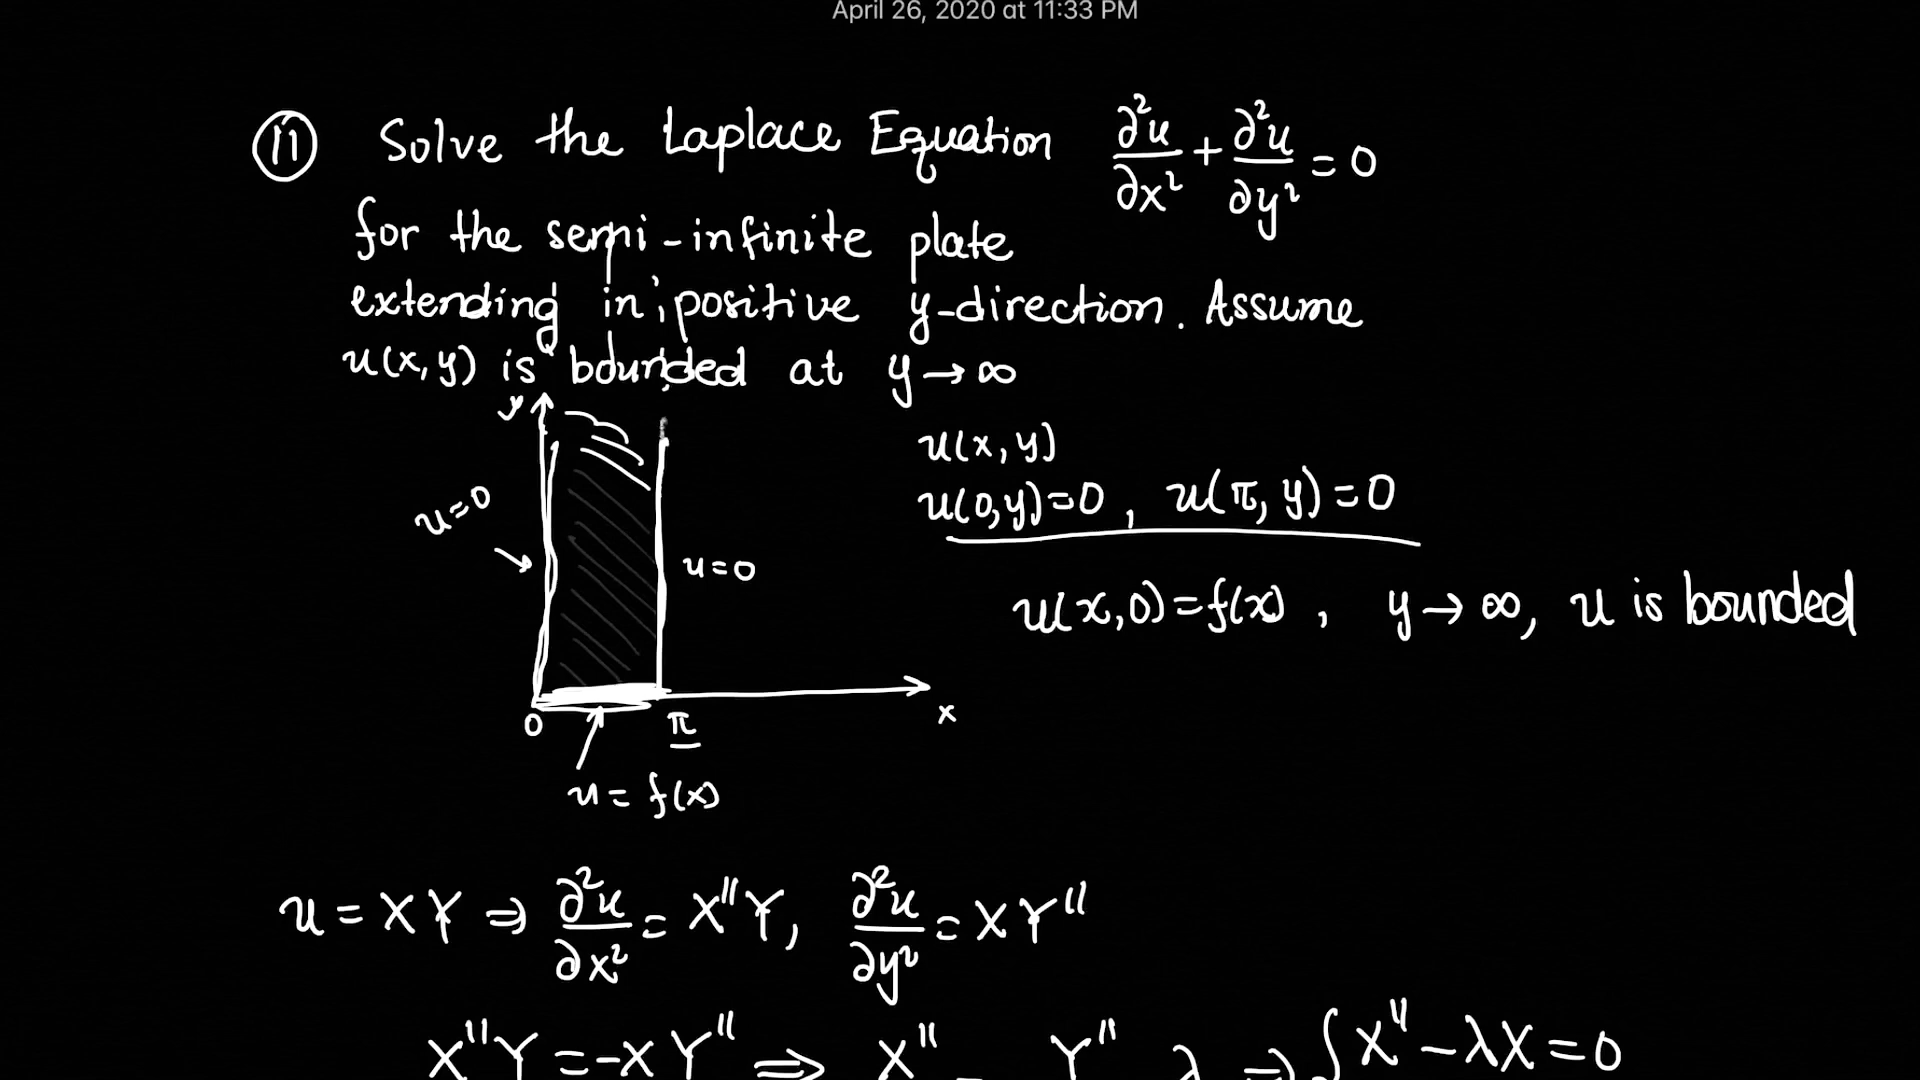 April 26, 2020 at 11:33 PM
⑪ Solve the Laplace Equation ∂²u/∂x² + ∂²u/∂y² = 0
for the semi-infinite plate
extending in positive y-direction. Assume
u(x,y) is bounded at y→∞
y
u(x,y)
u=0
u(0,y)=0, u(π,y)=0
u=0
u(x,0)=f(x), y→∞, u is bounded
0 π x
u=f(x)
u=XY ⇒ ∂²u/∂x² = X''Y, ∂²u/∂y² = XY''
X''Y=-XY'' ⇒ X'' Y'' λ ⇒ X''-λX=0